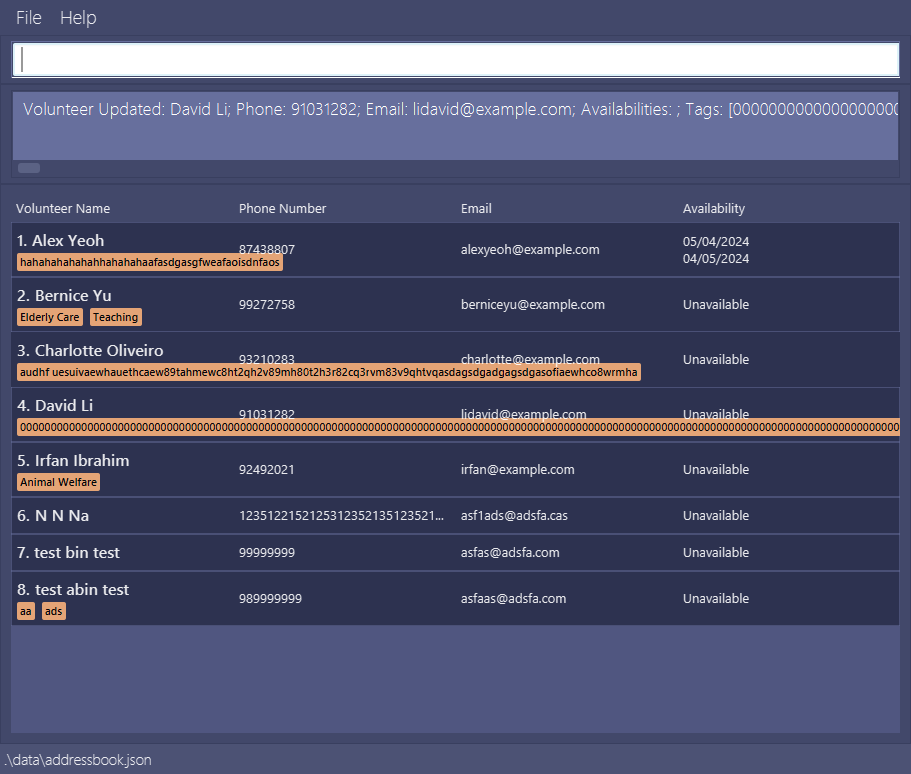 File Help
Volunteer Updated: David Li; Phone: 91031282; Email: lidavid@example.com; Availabilities: ; Tags: 
Volunteer Name Phone Number Email Availability
1. Alex Yeoh 87438807 alexyeoh@example.com 05/04/2024
04/05/2024
hahahahahahahhahahahaafasdgasgfweafaoisdnfaos
2. Bernice Yu 99272758 berniceyu@example.com Unavailable
Elderly Care Teaching
3. Charlotte Oliveiro 93210283 charlotte@example.com Unavailable
audhf uesuivaewhauethcaew89tahmewc8ht2qh2v89mh80t2h3r82cq3rvm83v9qhtvqasdagsdgadgagsdgasofiaewhco8wrmha
4. David Li 91031282 lidavid@example.com Unavailable
5. Irfan Ibrahim 92492021 irfan@example.com Unavailable
Animal Welfare
6. N N Na 1235122152125312352135123521... asf1ads@adsfa.cas Unavailable
7. test bin test 99999999 asfas@adsfa.com Unavailable
8. test abin test 989999999 asfaas@adsfa.com Unavailable
aa ads
.\data\addressbook.json